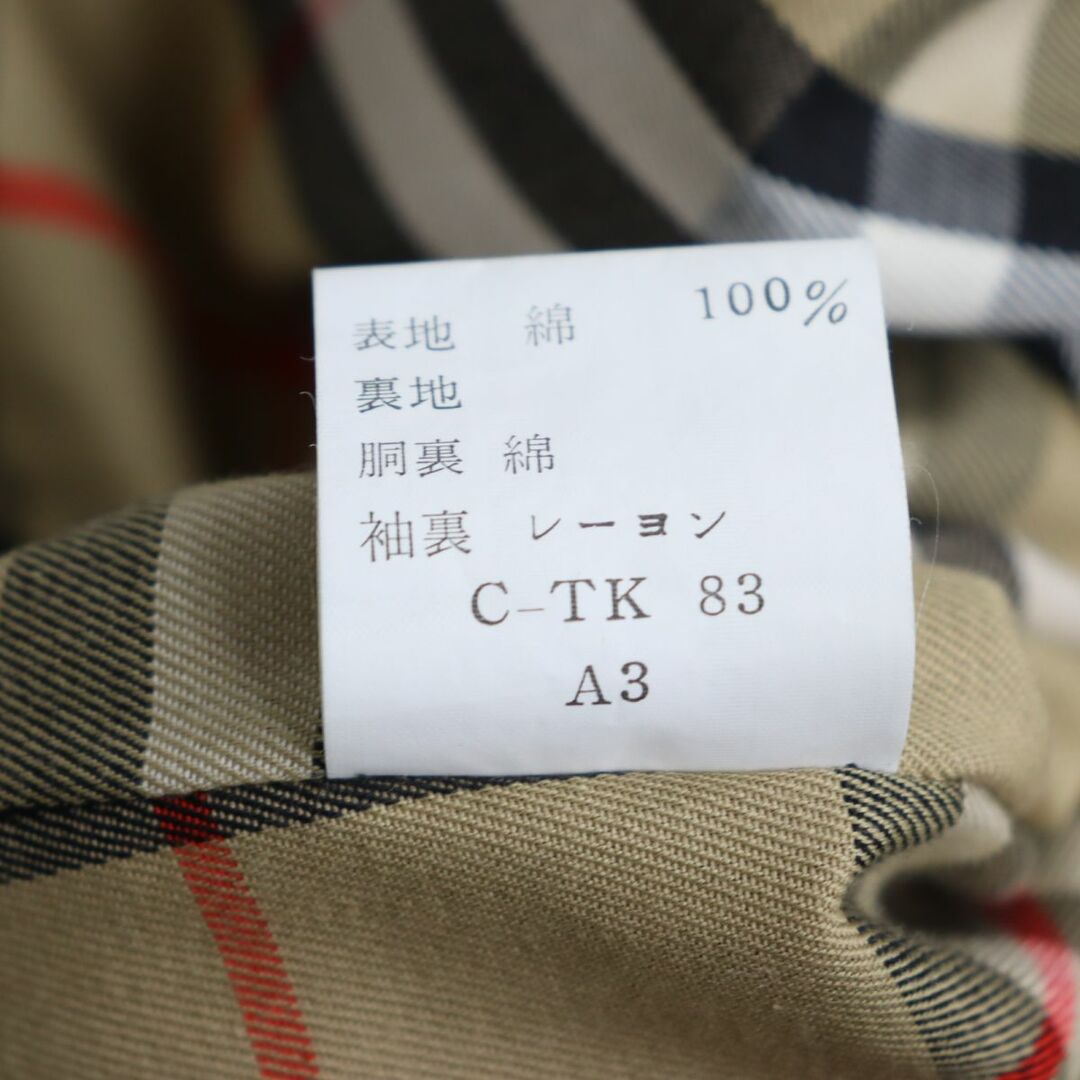 表地 綿 100%
裏地
胴裏 綿
袖裏 レーヨン
C-TK 83
A3